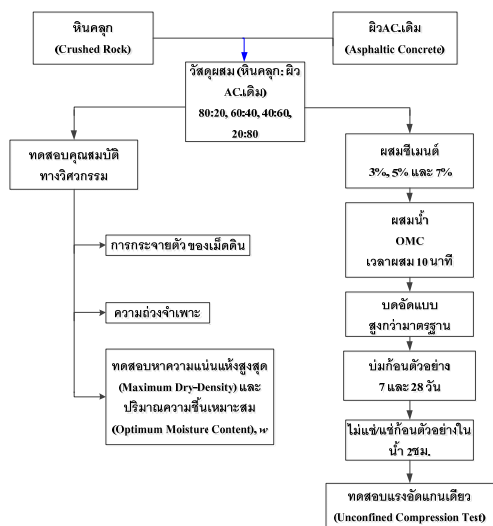 หินคลุก
(Crushed Rock)
ผิวAC.เดิม
(Asphaltic Concrete)
วัสดุผสม (หินคลุก: ผิว
AC.เดิม)
80:20, 60:40, 40:60,
20:80
ทดสอบคุณสมบัติ
ทางวิศวกรรม
การกระจายตัวของเม็ดดิน
ความถ่วงจำเพาะ
ทดสอบหาความแน่นแห้งสูงสุด
(Maximum Dry-Density) และ
ปริมาณความชื้นเหมาะสม
(Optimum Moisture Content), w
ผสมซีเมนต์
3%, 5% และ 7%
ผสมน้ำ
OMC
เวลาผสม 10 นาที
บดอัดแบบ
สูงกว่ามาตรฐาน
บ่มก้อนตัวอย่าง
7 และ 28 วัน
ไม่แช่/แช่ก้อนตัวอย่างใน
น้ำ 2ชม.
ทดสอบแรงอัดแกนเดียว
(Unconfined Compression Test)